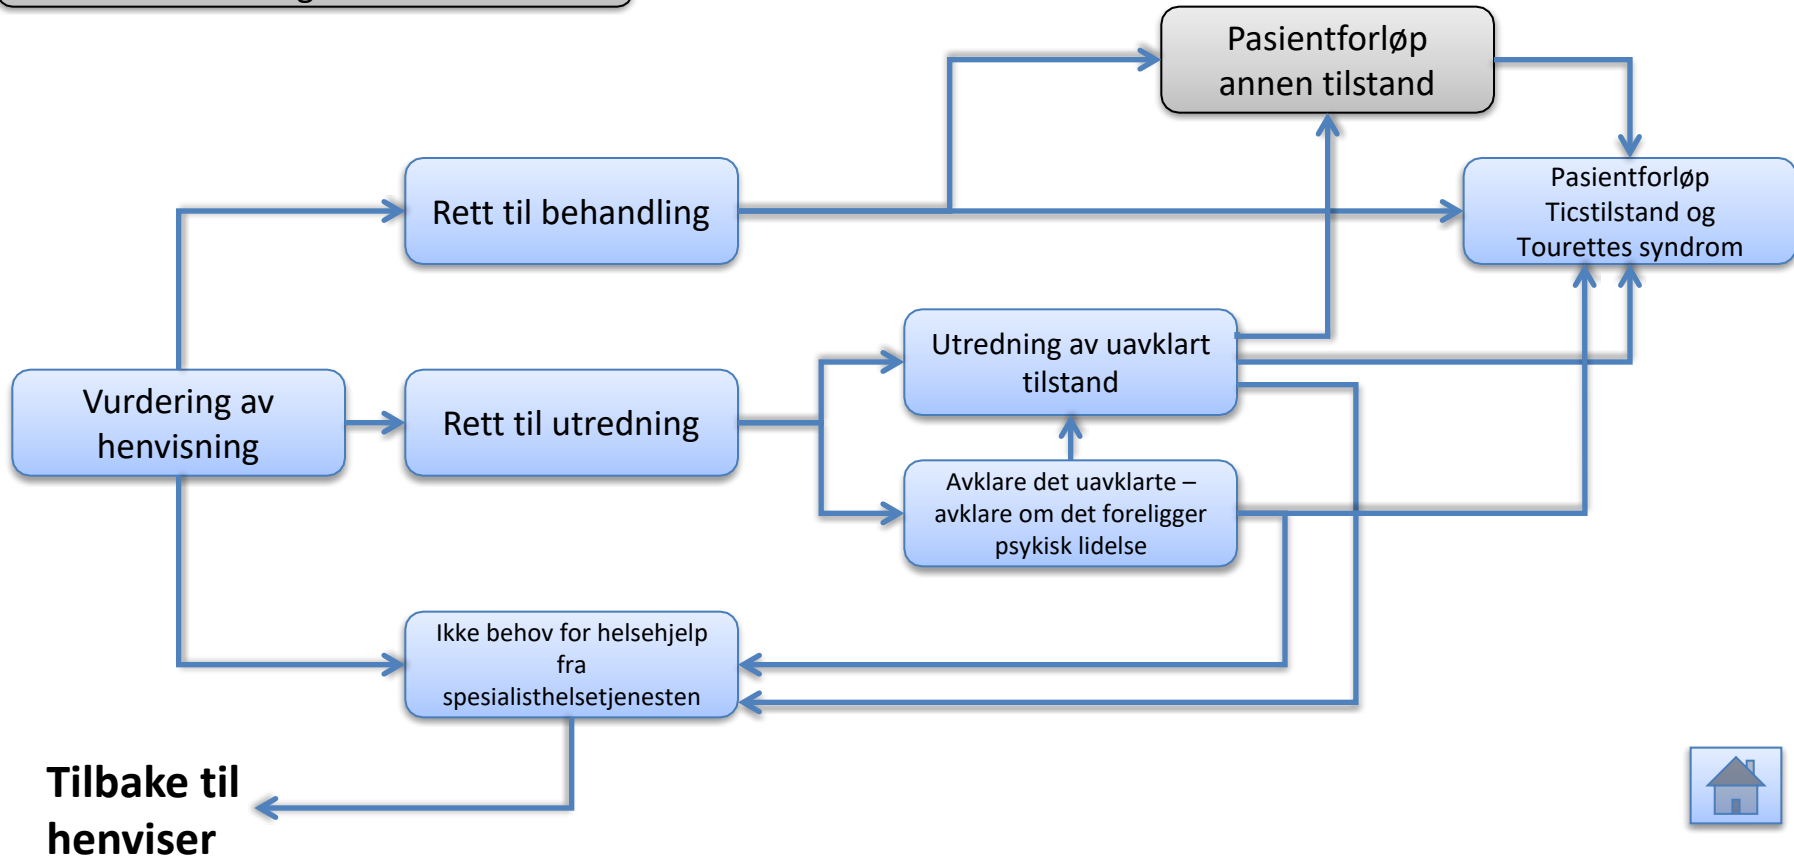 Pasientforløp
annen tilstand
Rett til behandling
Pasientforløp
Ticstilstand og
Tourettes syndrom
Utredning av uavklart
tilstand
Vurdering av
henvisning
Rett til utredning
Avklare det uavklarte –
avklare om det foreligger
psykisk lidelse
Ikke behov for helsehjelp
fra
spesialisthelsetjenesten
Tilbake til
henviser